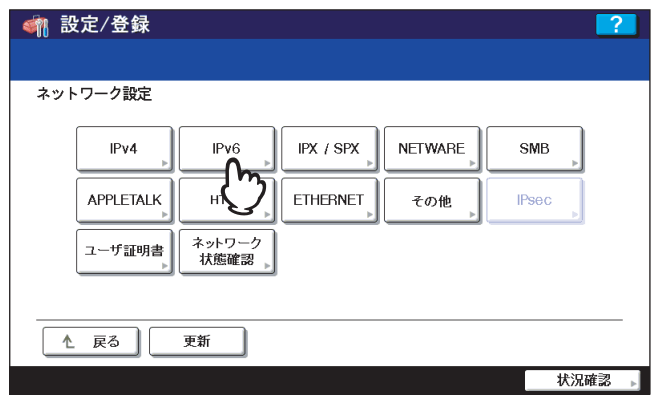 設定/登録
?
ネットワーク設定
IPv4
IPv6
IPX / SPX
NETWARE
SMB
APPLETALK
ETHERNET
その他
IPsec
ユーザ証明書
ネットワーク
状態確認
戻る
更新
状況確認